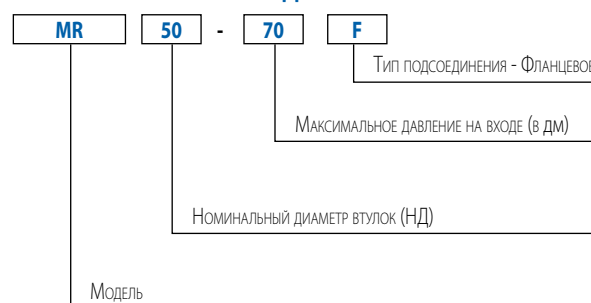 MR 50 - 70 F
Тип подсоединения - Фланцевое
Максимальное давление на входе (в дм)
Номинальный диаметр втулок (НД)
Модель